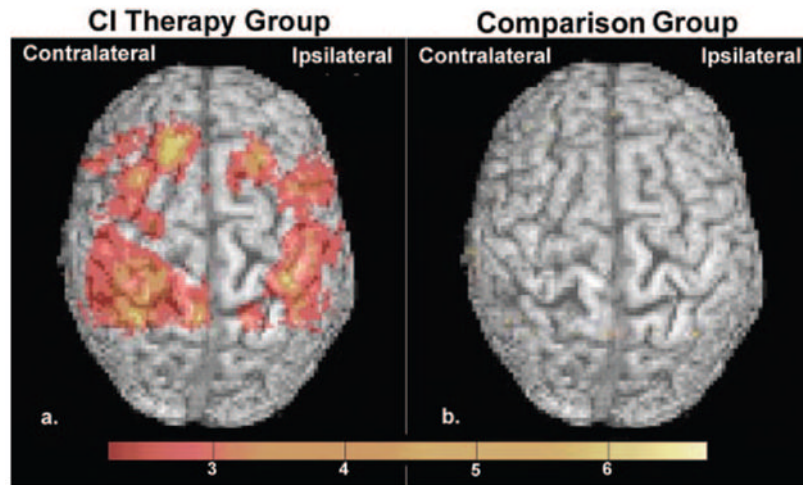 CI Therapy Group
Comparison Group
Contralateral
Ipsilateral
Contralateral
Ipsilateral
a.
b.
3 4 5 6